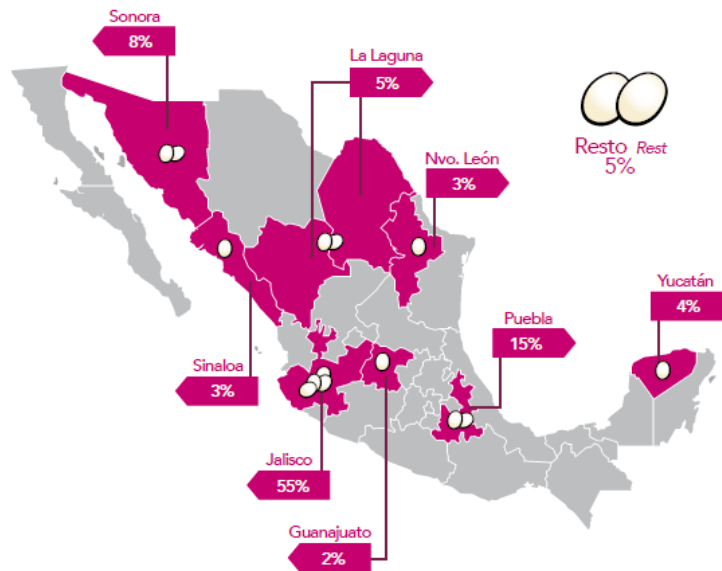 Sonora
8%
La Laguna
5%
Resto Rest
5%
Nvo. León
3%
Yucatán
4%
Puebla
15%
Sinaloa
3%
Jalisco
55%
Guanajuato
2%